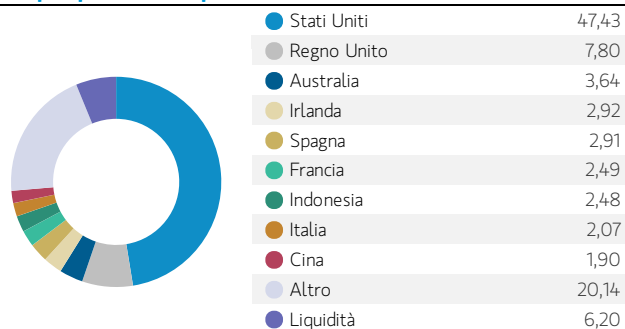 Stati Uniti 47,43
Regno Unito 7,80
Australia 3,64
Irlanda 2,92
Spagna 2,91
Francia 2,49
Indonesia 2,48
Italia 2,07
Cina 1,90
Altro 20,14
Liquidità 6,20